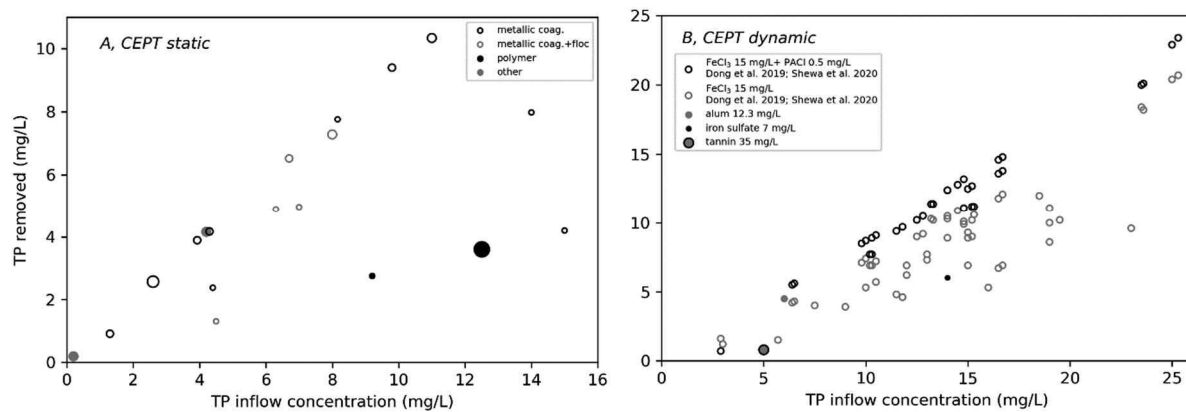 A, CEPT static
metallic coag.
metallic coag.+floc
polymer
other
TP removed (mg/L)
10
8
6
4
2
0
0 2 4 6 8 10 12 14 16
TP inflow concentration (mg/L)
B, CEPT dynamic
FeCl₃ 15 mg/L+ PACl 0.5 mg/L
Dong et al. 2019; Shewa et al. 2020
FeCl₃ 15 mg/L
Dong et al. 2019; Shewa et al. 2020
alum 12.3 mg/L
iron sulfate 7 mg/L
tannin 35 mg/L
25
20
15
10
5
0
0 5 10 15 20 25
TP inflow concentration (mg/L)